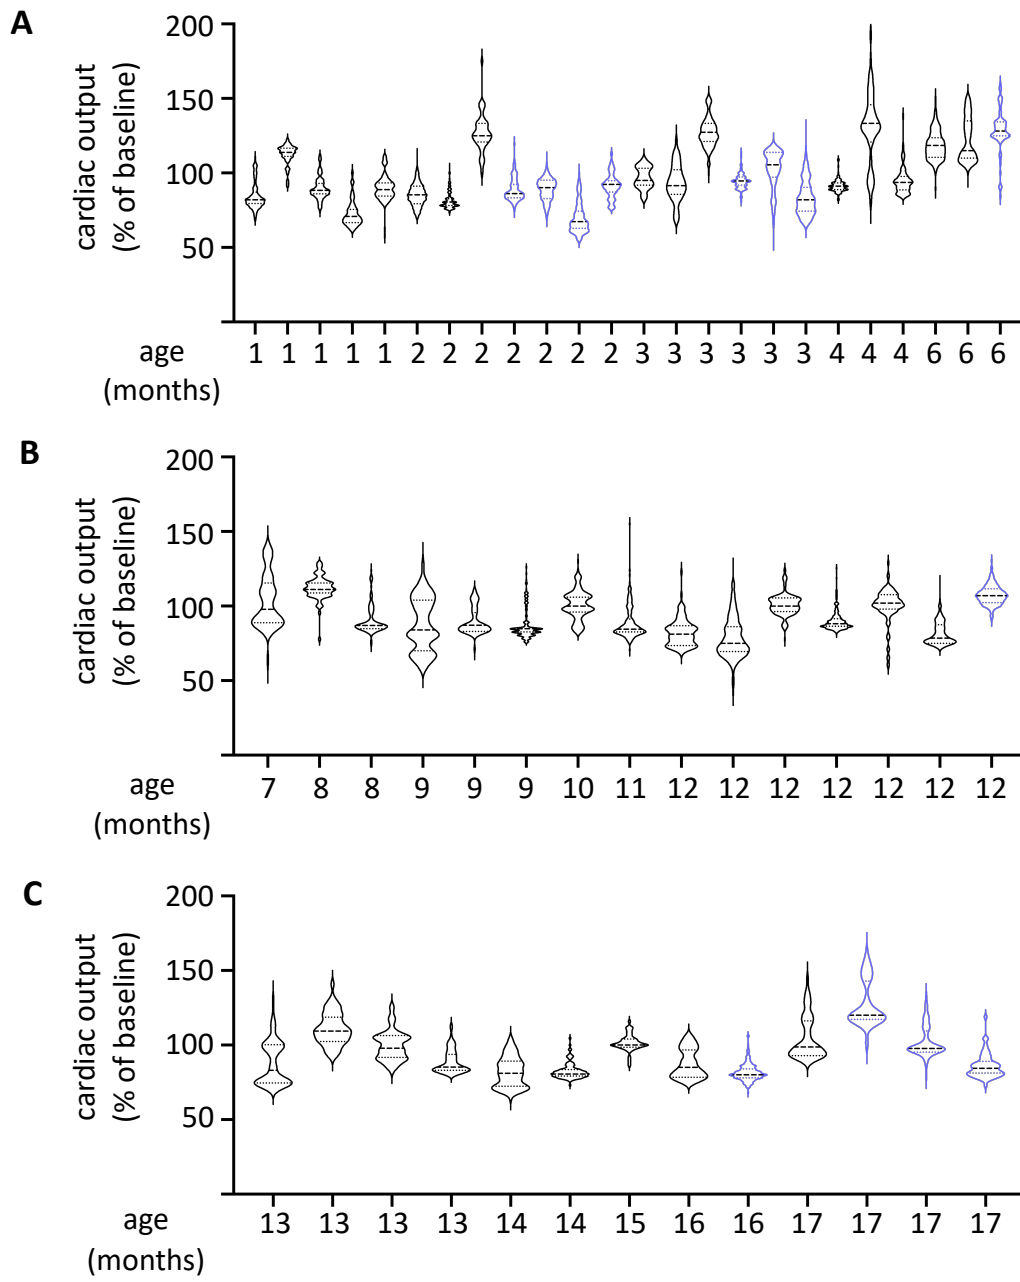 A
cardiac output
(% of baseline)
200
150
100
50
age
(months)
1 1 1 1 1 2 2 2 2 2 2 2 3 3 3 3 3 3 4 4 4 6 6 6
B
cardiac output
(% of baseline)
200
150
100
50
age
(months)
7 8 8 9 9 9 10 11 12 12 12 12 12 12 12
C
cardiac output
(% of baseline)
200
150
100
50
age
(months)
13 13 13 13 14 14 15 16 16 17 17 17 17